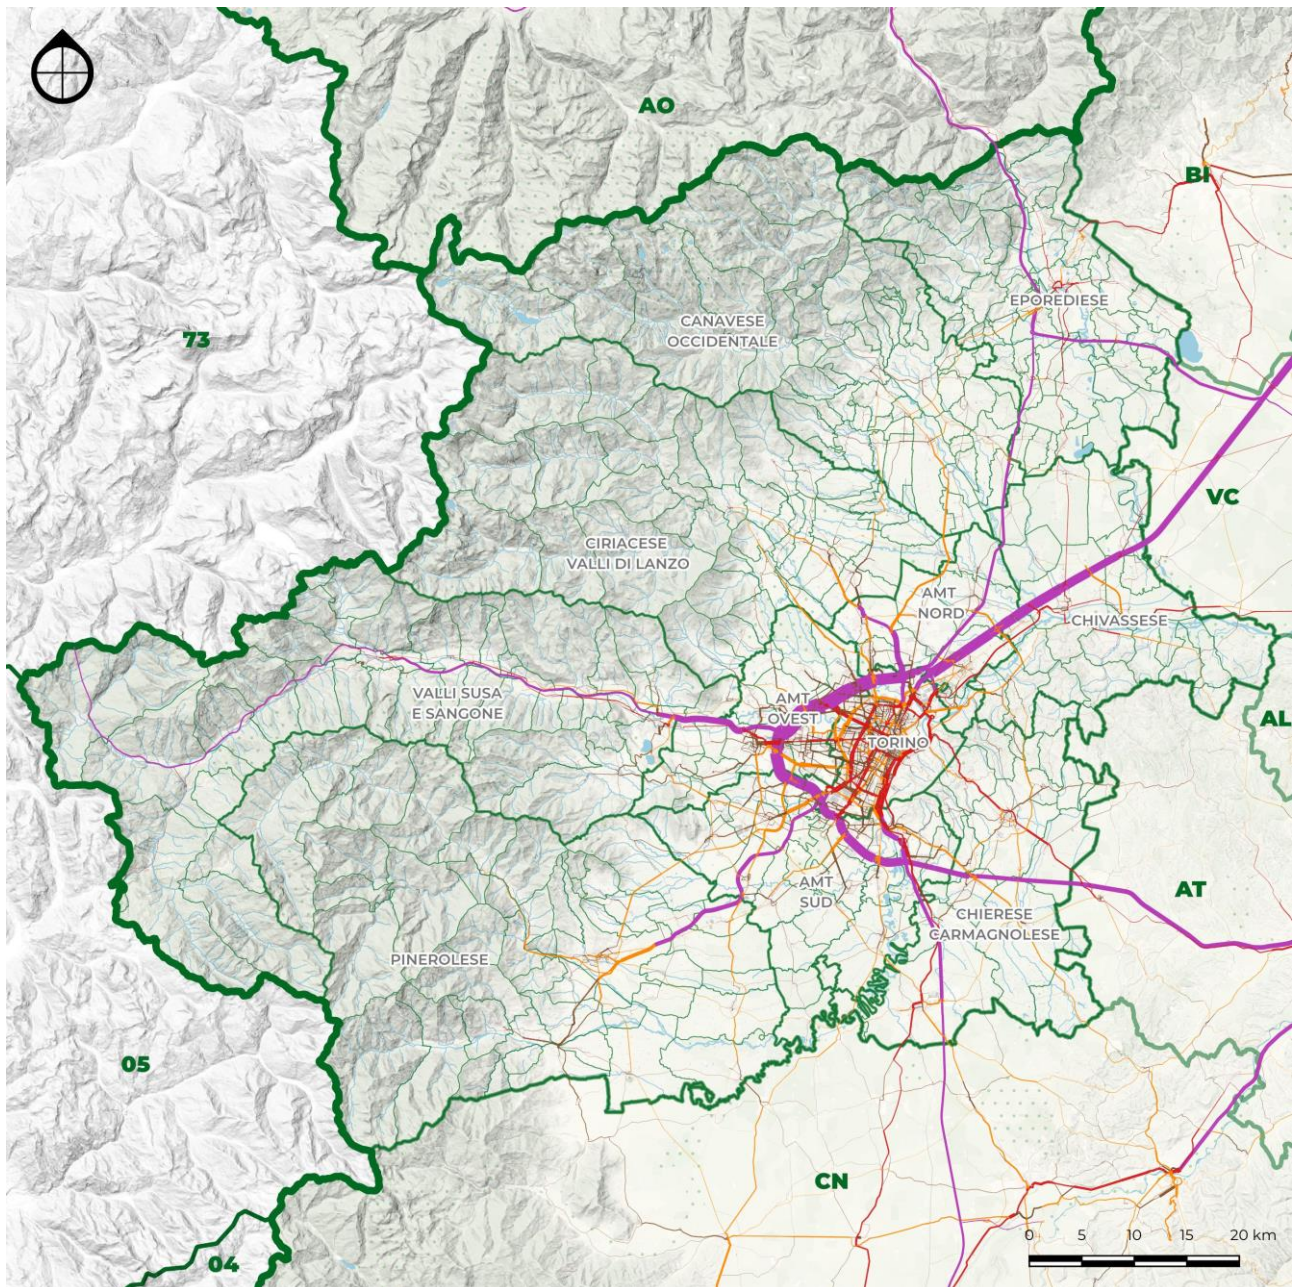 AO
BI
EPOREDIESE
CANAVESE
OCCIDENTALE
73
VC
CIRIACESE
VALLI DI LANZO
AMT
NORD
CHIVASSESE
VALLI SUSA
E SANGONE
AMT
OVEST
AL
TORINO
AMT
SUD
AT
CHIERESE
CARMAGNOLESE
PINEROLESE
05
CN
04
0 5 10 15 20 km